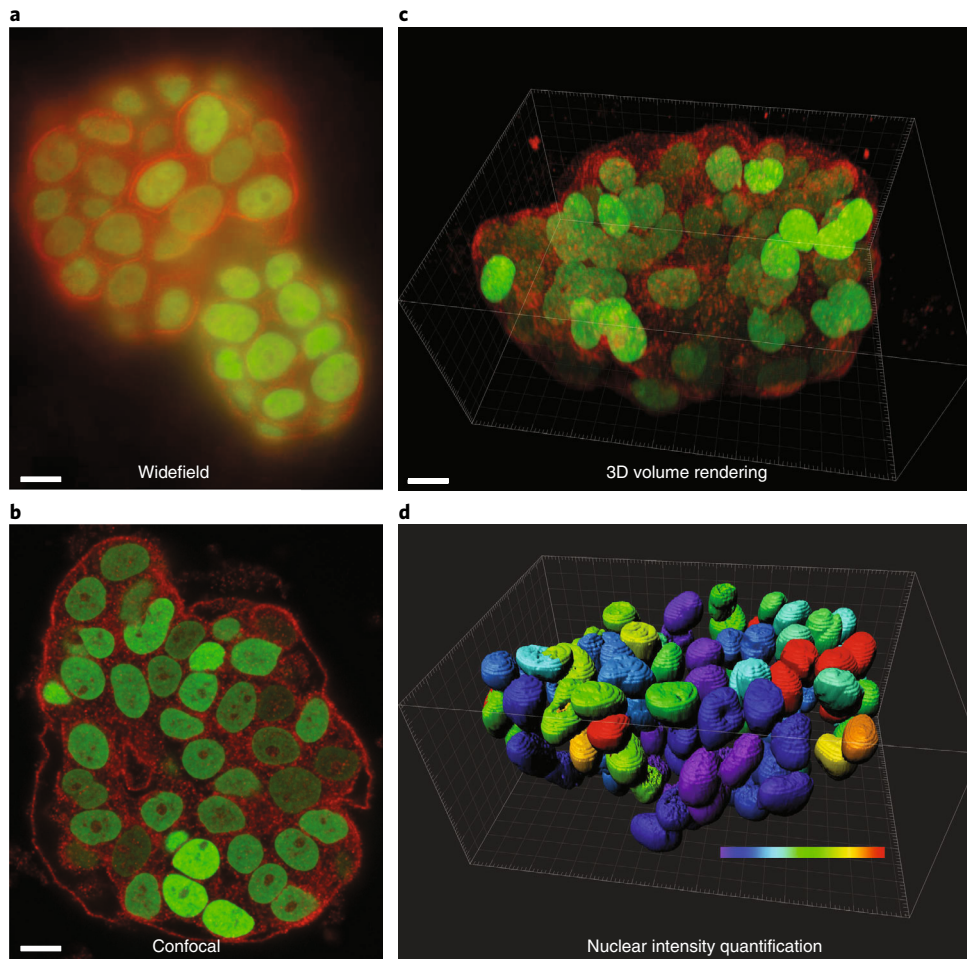 a
Widefield
b
Confocal
c
3D volume rendering
d
Nuclear intensity quantification